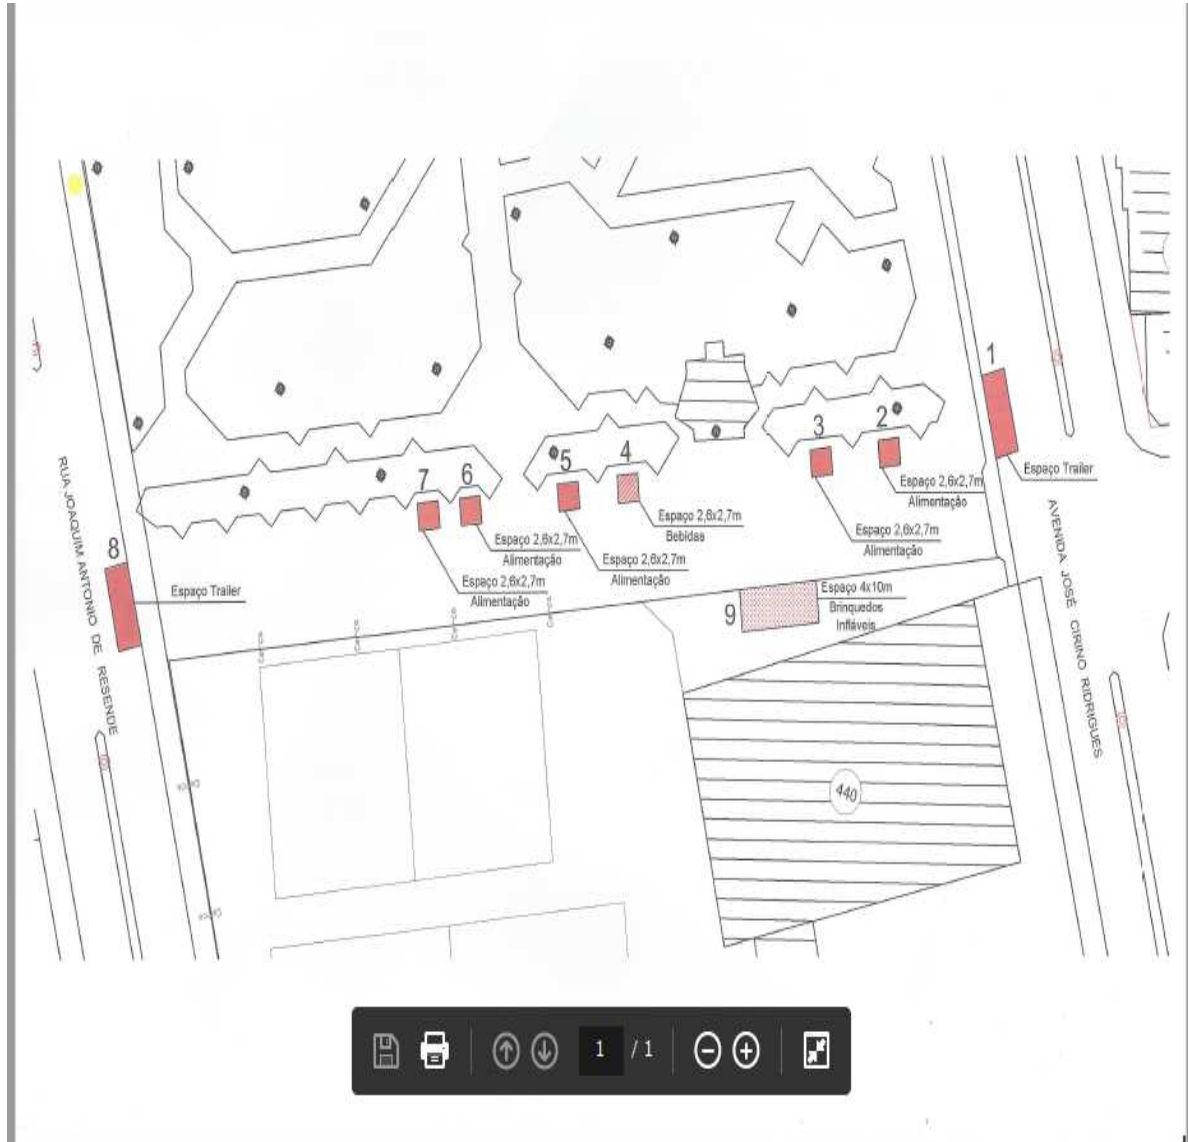 1
3
2
5
4
7
6
Espaço Trailer
Espaço 2,6x2,7m
Alimentação
Espaço 2,6x2,7m
Bebidas
Espaço 2,6x2,7m
Alimentação
Espaço 2,6x2,7m
Alimentação
Espaço 2,6x2,7m
Alimentação
Espaço 2,6x2,7m
Alimentação
8
Espaço Trailer
9
Espaço 4x10m
Brinquedos
Infláveis
RUA JOAQUIM ANTONIO DE RESENDE
AVENIDA JOSÉ CIRINO RIDRIGUES
440
1 / 1